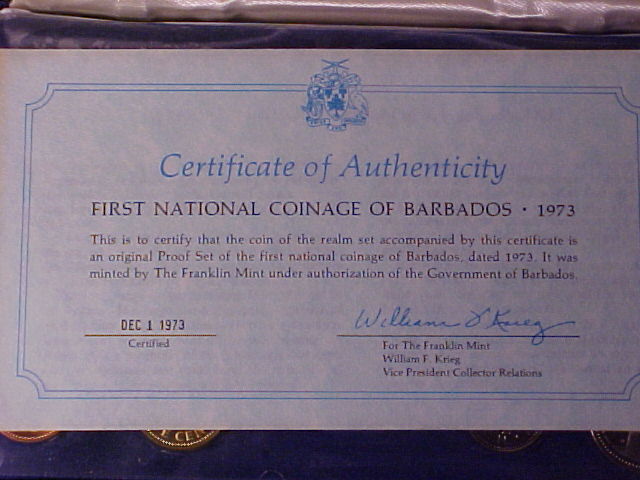 Certificate of Authenticity
FIRST NATIONAL COINAGE OF BARBADOS · 1973
This is to certify that the coin of the realm set accompanied by this certificate is
an original Proof Set of the first national coinage of Barbados, dated 1973. It was
minted by The Franklin Mint under authorization of the Government of Barbados.
DEC 1 1973
Certified
William F Krieg
For The Franklin Mint
William F. Krieg
Vice President Collector Relations
CEN